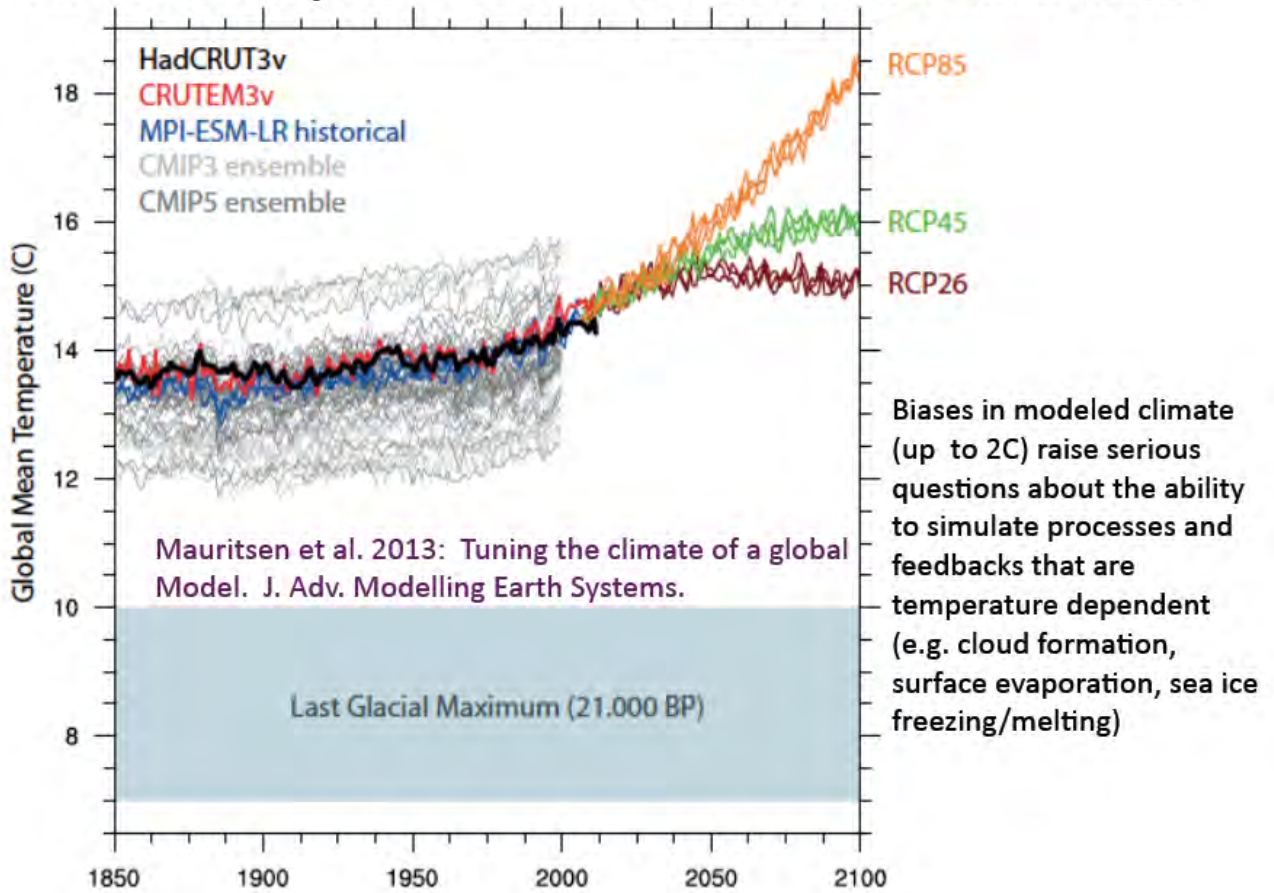 HadCRUT3v
CRUTEM3v
MPI-ESM-LR historical
CMIP3 ensemble
CMIP5 ensemble
RCP85
RCP45
RCP26
Global Mean Temperature (C)
18
16
14
12
10
8
Mauritsen et al. 2013: Tuning the climate of a global
Model. J. Adv. Modelling Earth Systems.
Last Glacial Maximum (21.000 BP)
1850
1900
1950
2000
2050
2100
Biases in modeled climate
(up to 2C) raise serious
questions about the ability
to simulate processes and
feedbacks that are
temperature dependent
(e.g. cloud formation,
surface evaporation, sea ice
freezing/melting)